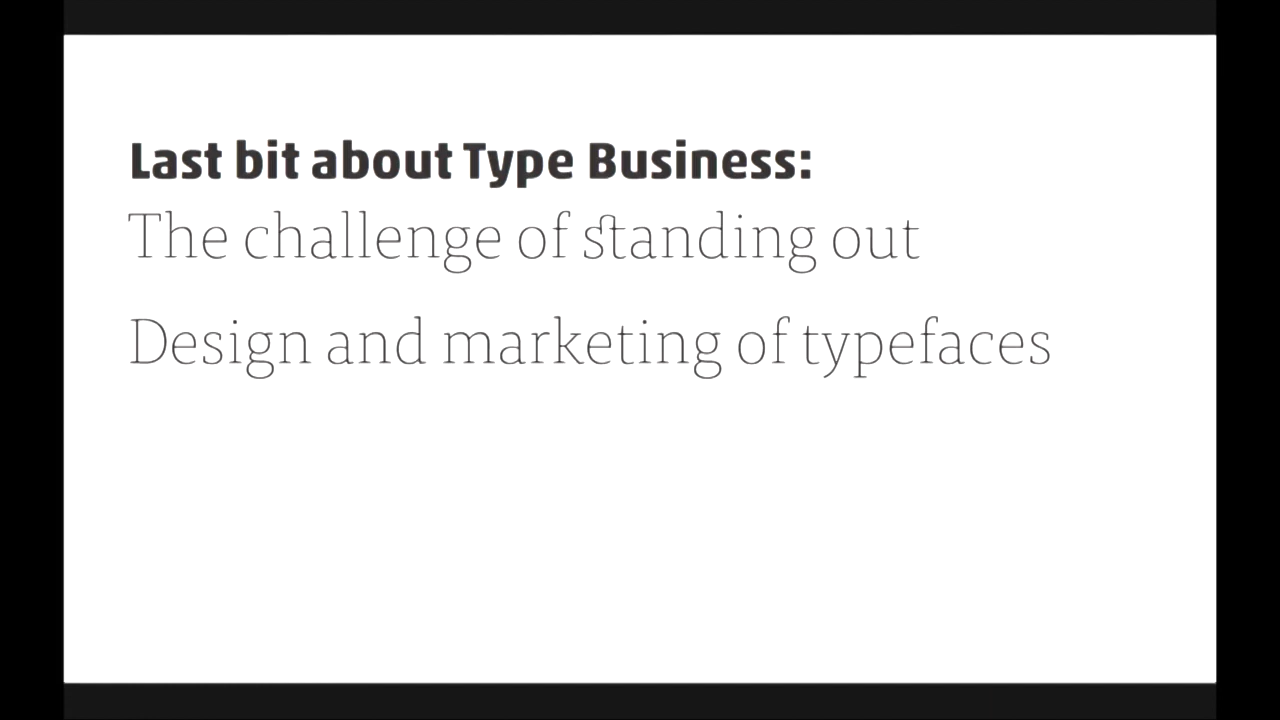 Last bit about Type Business:
The challenge of standing out
Design and marketing of typefaces